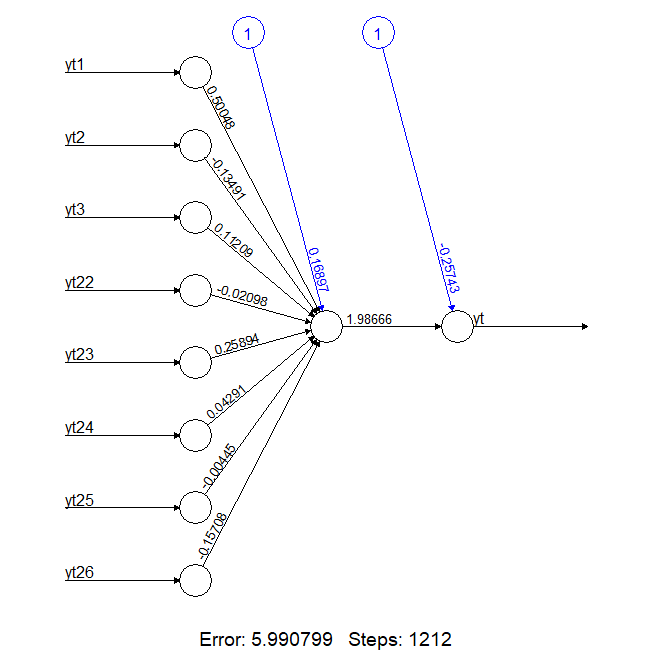 1
1
yt1
0.50048
yt2
-0.13491
yt3
0.11209
yt22
-0.02098
0.16897
-0.25743
1.98666
yt
yt23
0.25894
yt24
0.04291
yt25
-0.00445
yt26
-0.15708
Error: 5.990799 Steps: 1212